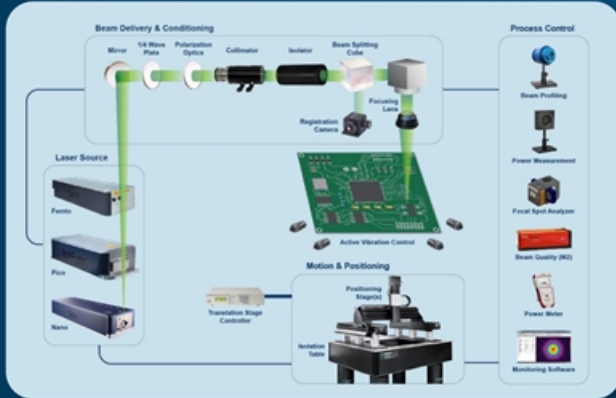 Beam Delivery & Conditioning
Mirror
1/4 Wave
Plate
Polarization
Optics
Collimator
Isolator
Beam Splitting
Cube
Registration
Camera
Focusing
Lens
Active Vibration Control
Laser Source
Femto
Pico
Nano
Motion & Positioning
Positioning
Stage(s)
Translation Stage
Controller
Isolation
Table
Process Control
Beam Profiling
Power Measurement
Focal Spot Analyzer
Beam Quality (M2)
Power Meter
Monitoring Software